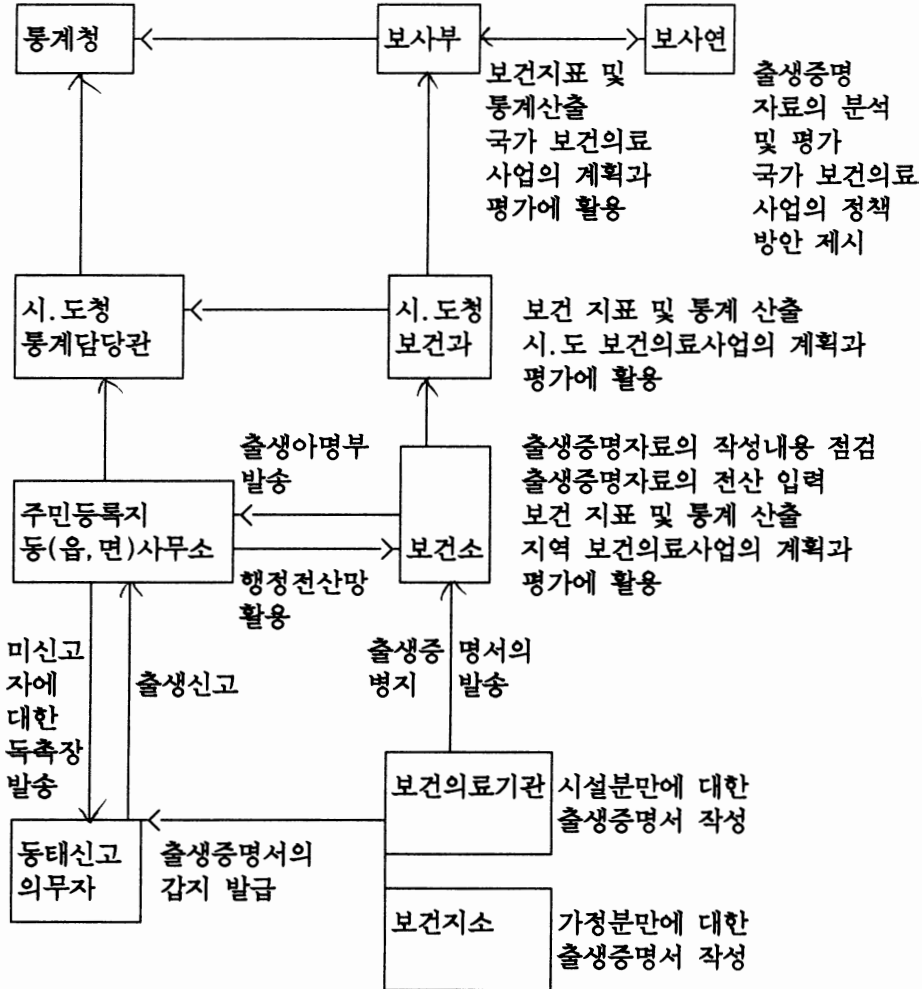 통계청
보사부
보사연
보건지표 및
통계산출
국가 보건의료
사업의 계획과
평가에 활용
출생증명
자료의 분석
및 평가
국가 보건의료
사업의 정책
방안 제시
시.도청
통계담당관
시.도청
보건과
보건 지표 및 통계 산출
시.도 보건의료사업의 계획과
평가에 활용
출생아명부
발송
주민등록지
동(읍,면)사무소
보건소
출생증명자료의 작성내용 점검
출생증명자료의 전산 입력
보건 지표 및 통계 산출
지역 보건의료사업의 계획과
평가에 활용
행정전산망
활용
미신고
자에
대한
독촉장
발송
출생신고
출생증 명서의
병지 발송
보건의료기관
시설분만에 대한
출생증명서 작성
동태신고
의무자
출생증명서의
갑지 발급
보건지소
가정분만에 대한
출생증명서 작성